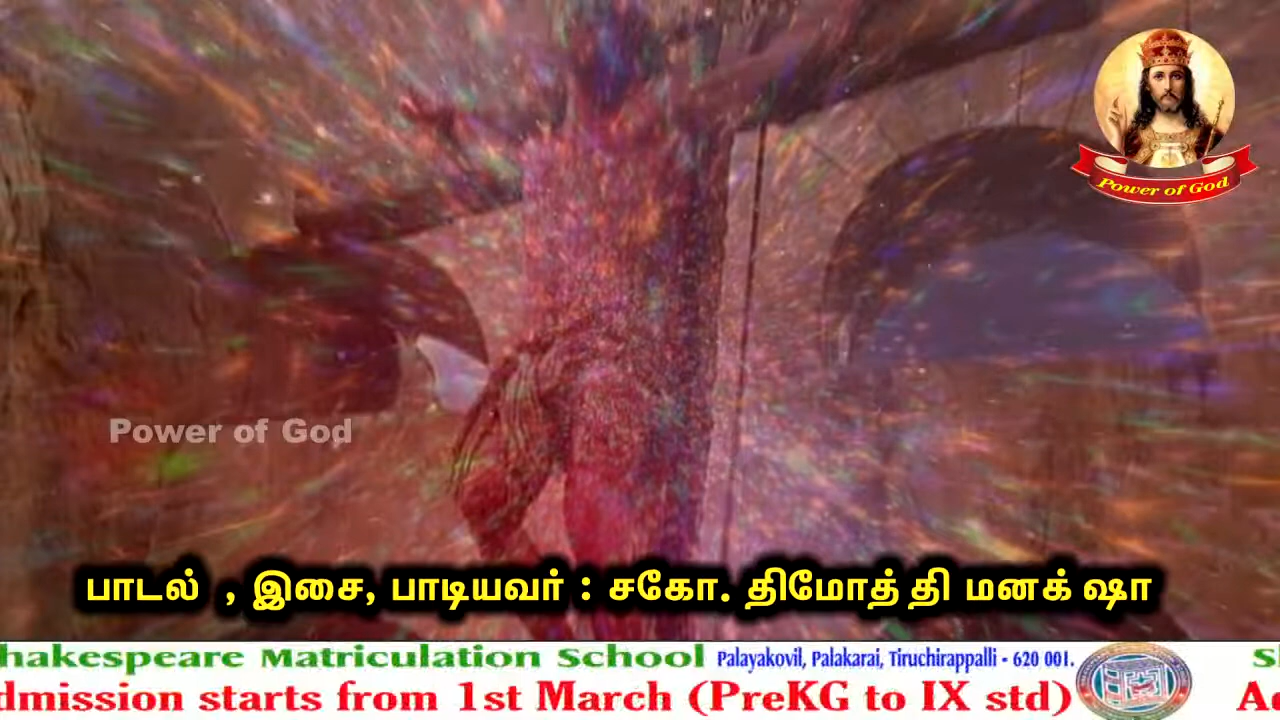 Power of God
Power of God
பாடல் , இசை, பாடியவர் : சகோ. திமோத் தி மனக் ஷா
hakespeare Matriculation School Palayakovil, Palakarai, Tiruchirappalli - 620 001.
dmission starts from 1st March (PreKG to IX std)